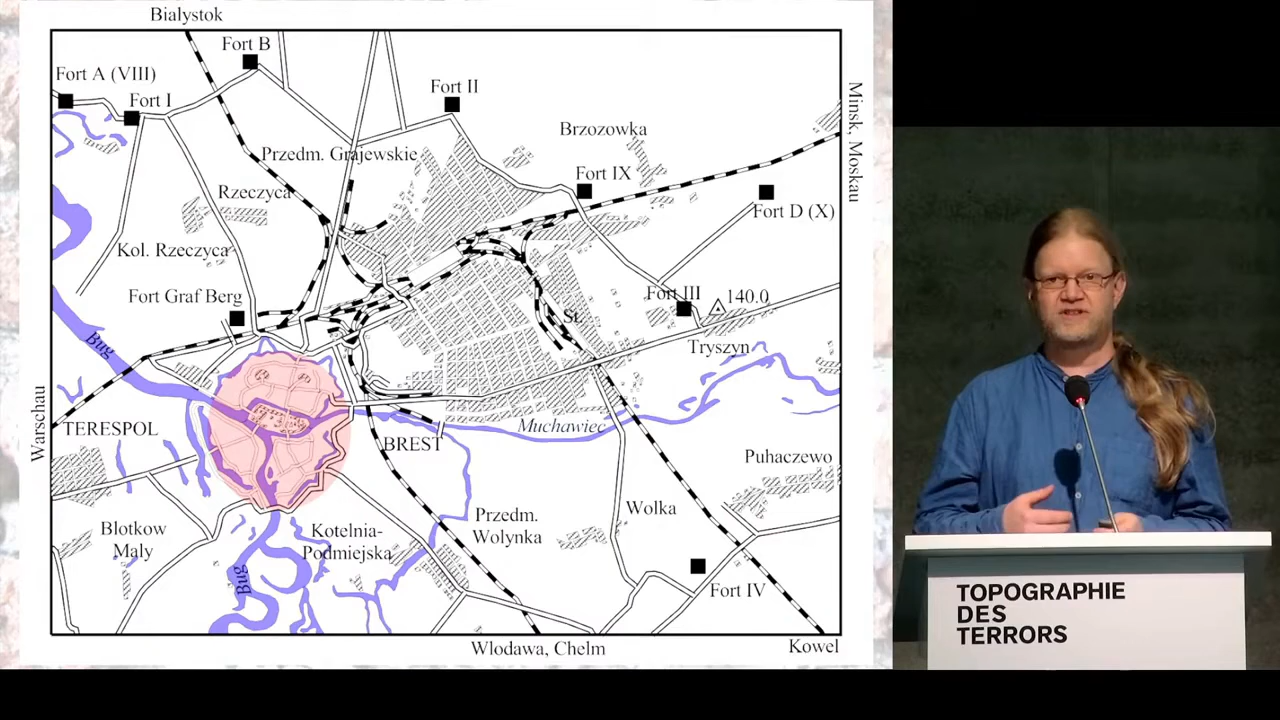 Bialystok
Fort B
Fort A (VIII)
Fort I
Fort II
Brzozowka
Przedm. Grajewskie
Fort IX
Rzeczyca
Fort D (X)
Kol. Rzeczyca
Fort Graf Berg
Fort III
140.0
St.
Tryszyn
Bug
Minsk, Moskau
Warschau
TERESPOL
BREST
Muchawiec
Puhaczewo
Blotkow
Maly
Kotelnia-
Podmiejska
Przedm.
Wolynka
Wolka
Bug
Fort IV
Wlodawa, Chelm
Kowel
TOPOGRAPHIE
DES
TERRORS